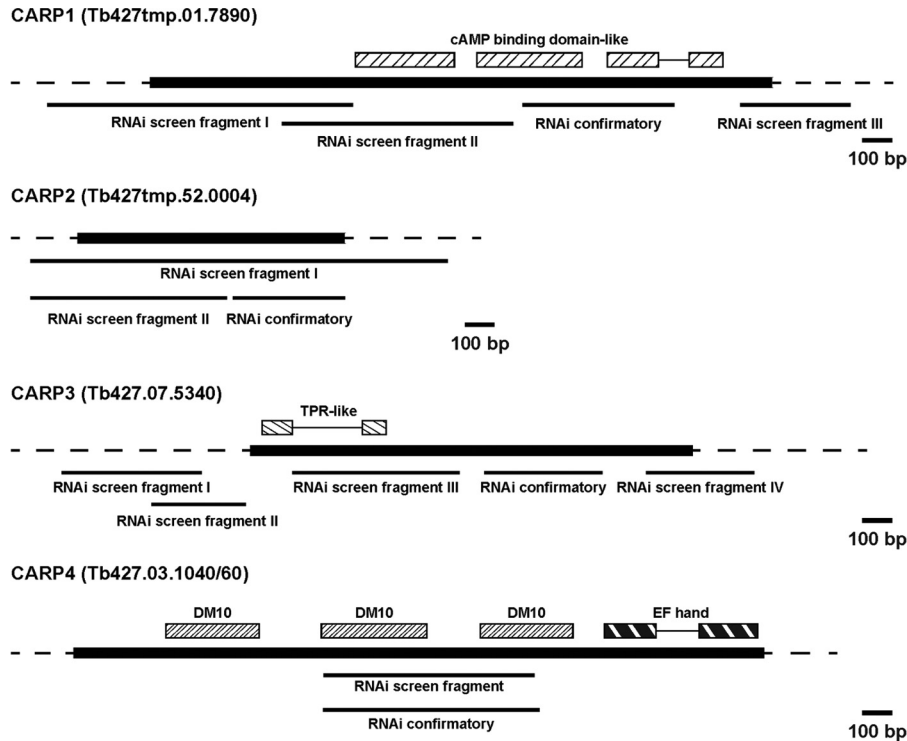 CARP1 (Tb427tmp.01.7890)
cAMP binding domain-like
RNAi screen fragment I
RNAi confirmatory
RNAi screen fragment III
RNAi screen fragment II
100 bp
CARP2 (Tb427tmp.52.0004)
RNAi screen fragment I
RNAi screen fragment II
RNAi confirmatory
100 bp
CARP3 (Tb427.07.5340)
TPR-like
RNAi screen fragment I
RNAi screen fragment III
RNAi confirmatory
RNAi screen fragment IV
RNAi screen fragment II
100 bp
CARP4 (Tb427.03.1040/60)
DM10
DM10
DM10
EF hand
RNAi screen fragment
RNAi confirmatory
100 bp